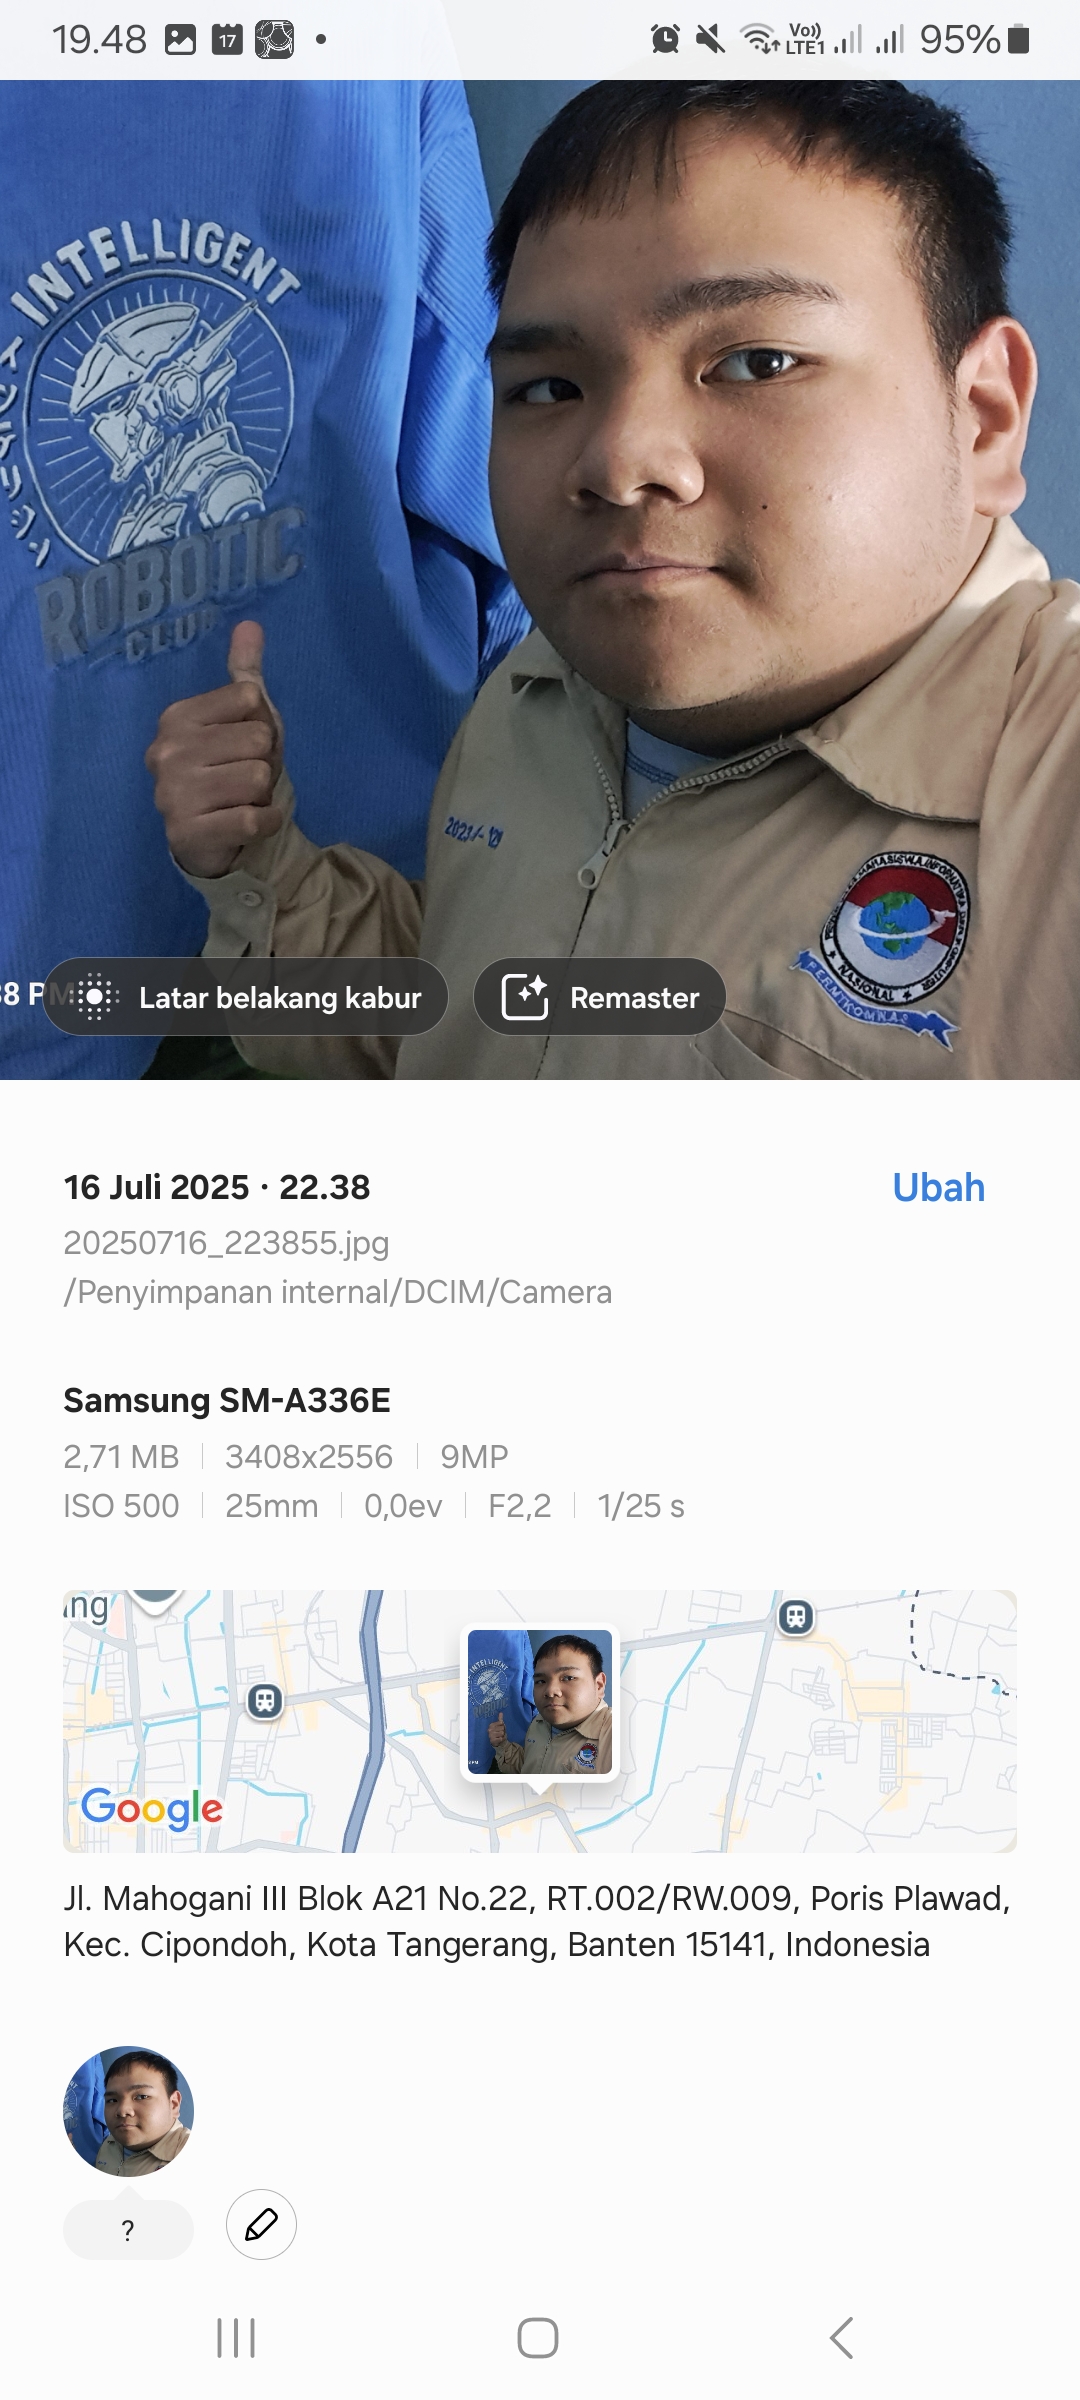 19.48
17
Vo))
LTE1
95%
INTELLIGENT
ROBOTIC
CLUB
NASIONAL
PERMIKOMNAS
38 PM
Latar belakang kabur
Remaster
16 Juli 2025 · 22.38
Ubah
20250716_223855.jpg
/Penyimpanan internal/DCIM/Camera
Samsung SM-A336E
2,71 MB
3408x2556
9MP
ISO 500
25mm
0,0ev
F2,2
1/25 s
ng
Google
Jl. Mahogani III Blok A21 No.22, RT.002/RW.009, Poris Plawad,
Kec. Cipondoh, Kota Tangerang, Banten 15141, Indonesia
?